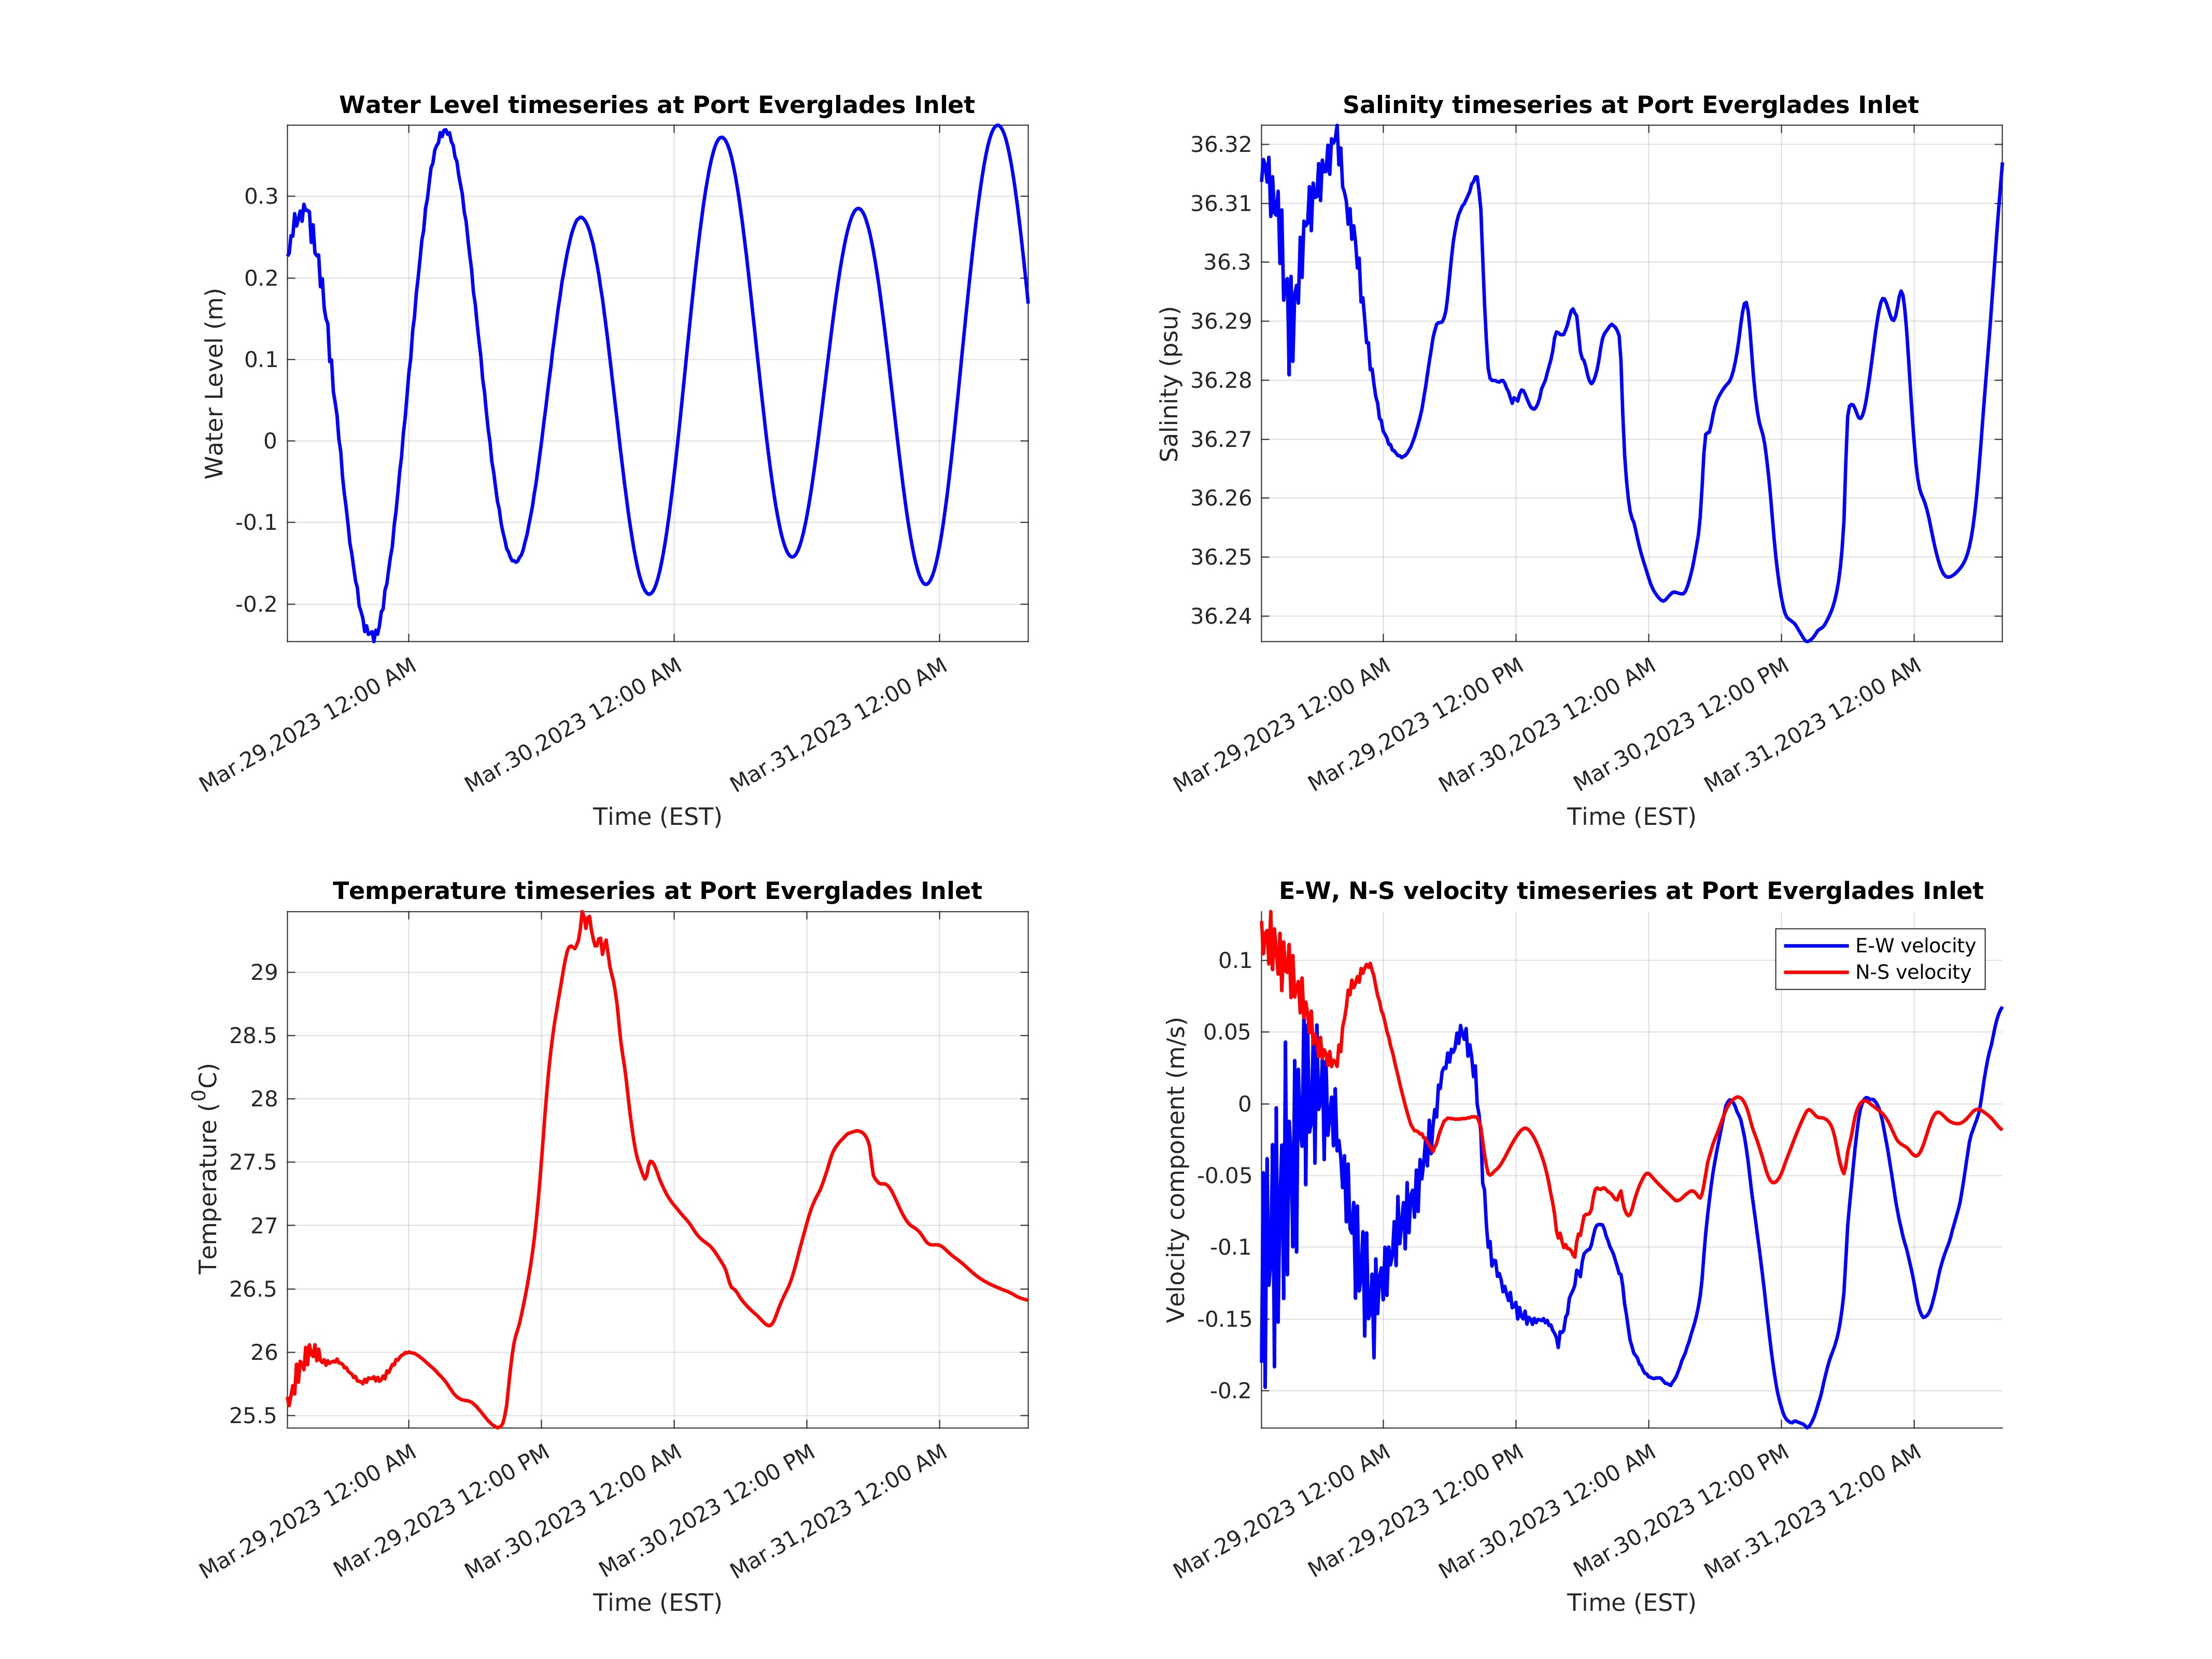 Water Level timeseries at Port Everglades Inlet
Water Level (m)
0.3
0.2
0.1
0
-0.1
-0.2
Mar.29,2023 12:00 AM
Mar.30,2023 12:00 AM
Mar.31,2023 12:00 AM
Time (EST)
Salinity timeseries at Port Everglades Inlet
Salinity (psu)
36.32
36.31
36.3
36.29
36.28
36.27
36.26
36.25
36.24
Mar.29,2023 12:00 AM
Mar.29,2023 12:00 PM
Mar.30,2023 12:00 AM
Mar.30,2023 12:00 PM
Mar.31,2023 12:00 AM
Time (EST)
Temperature timeseries at Port Everglades Inlet
Temperature (⁰C)
29
28.5
28
27.5
27
26.5
26
25.5
Mar.29,2023 12:00 AM
Mar.29,2023 12:00 PM
Mar.30,2023 12:00 AM
Mar.30,2023 12:00 PM
Mar.31,2023 12:00 AM
Time (EST)
E-W, N-S velocity timeseries at Port Everglades Inlet
E-W velocity
N-S velocity
Velocity component (m/s)
0.1
0.05
0
-0.05
-0.1
-0.15
-0.2
Mar.29,2023 12:00 AM
Mar.29,2023 12:00 PM
Mar.30,2023 12:00 AM
Mar.30,2023 12:00 PM
Mar.31,2023 12:00 AM
Time (EST)